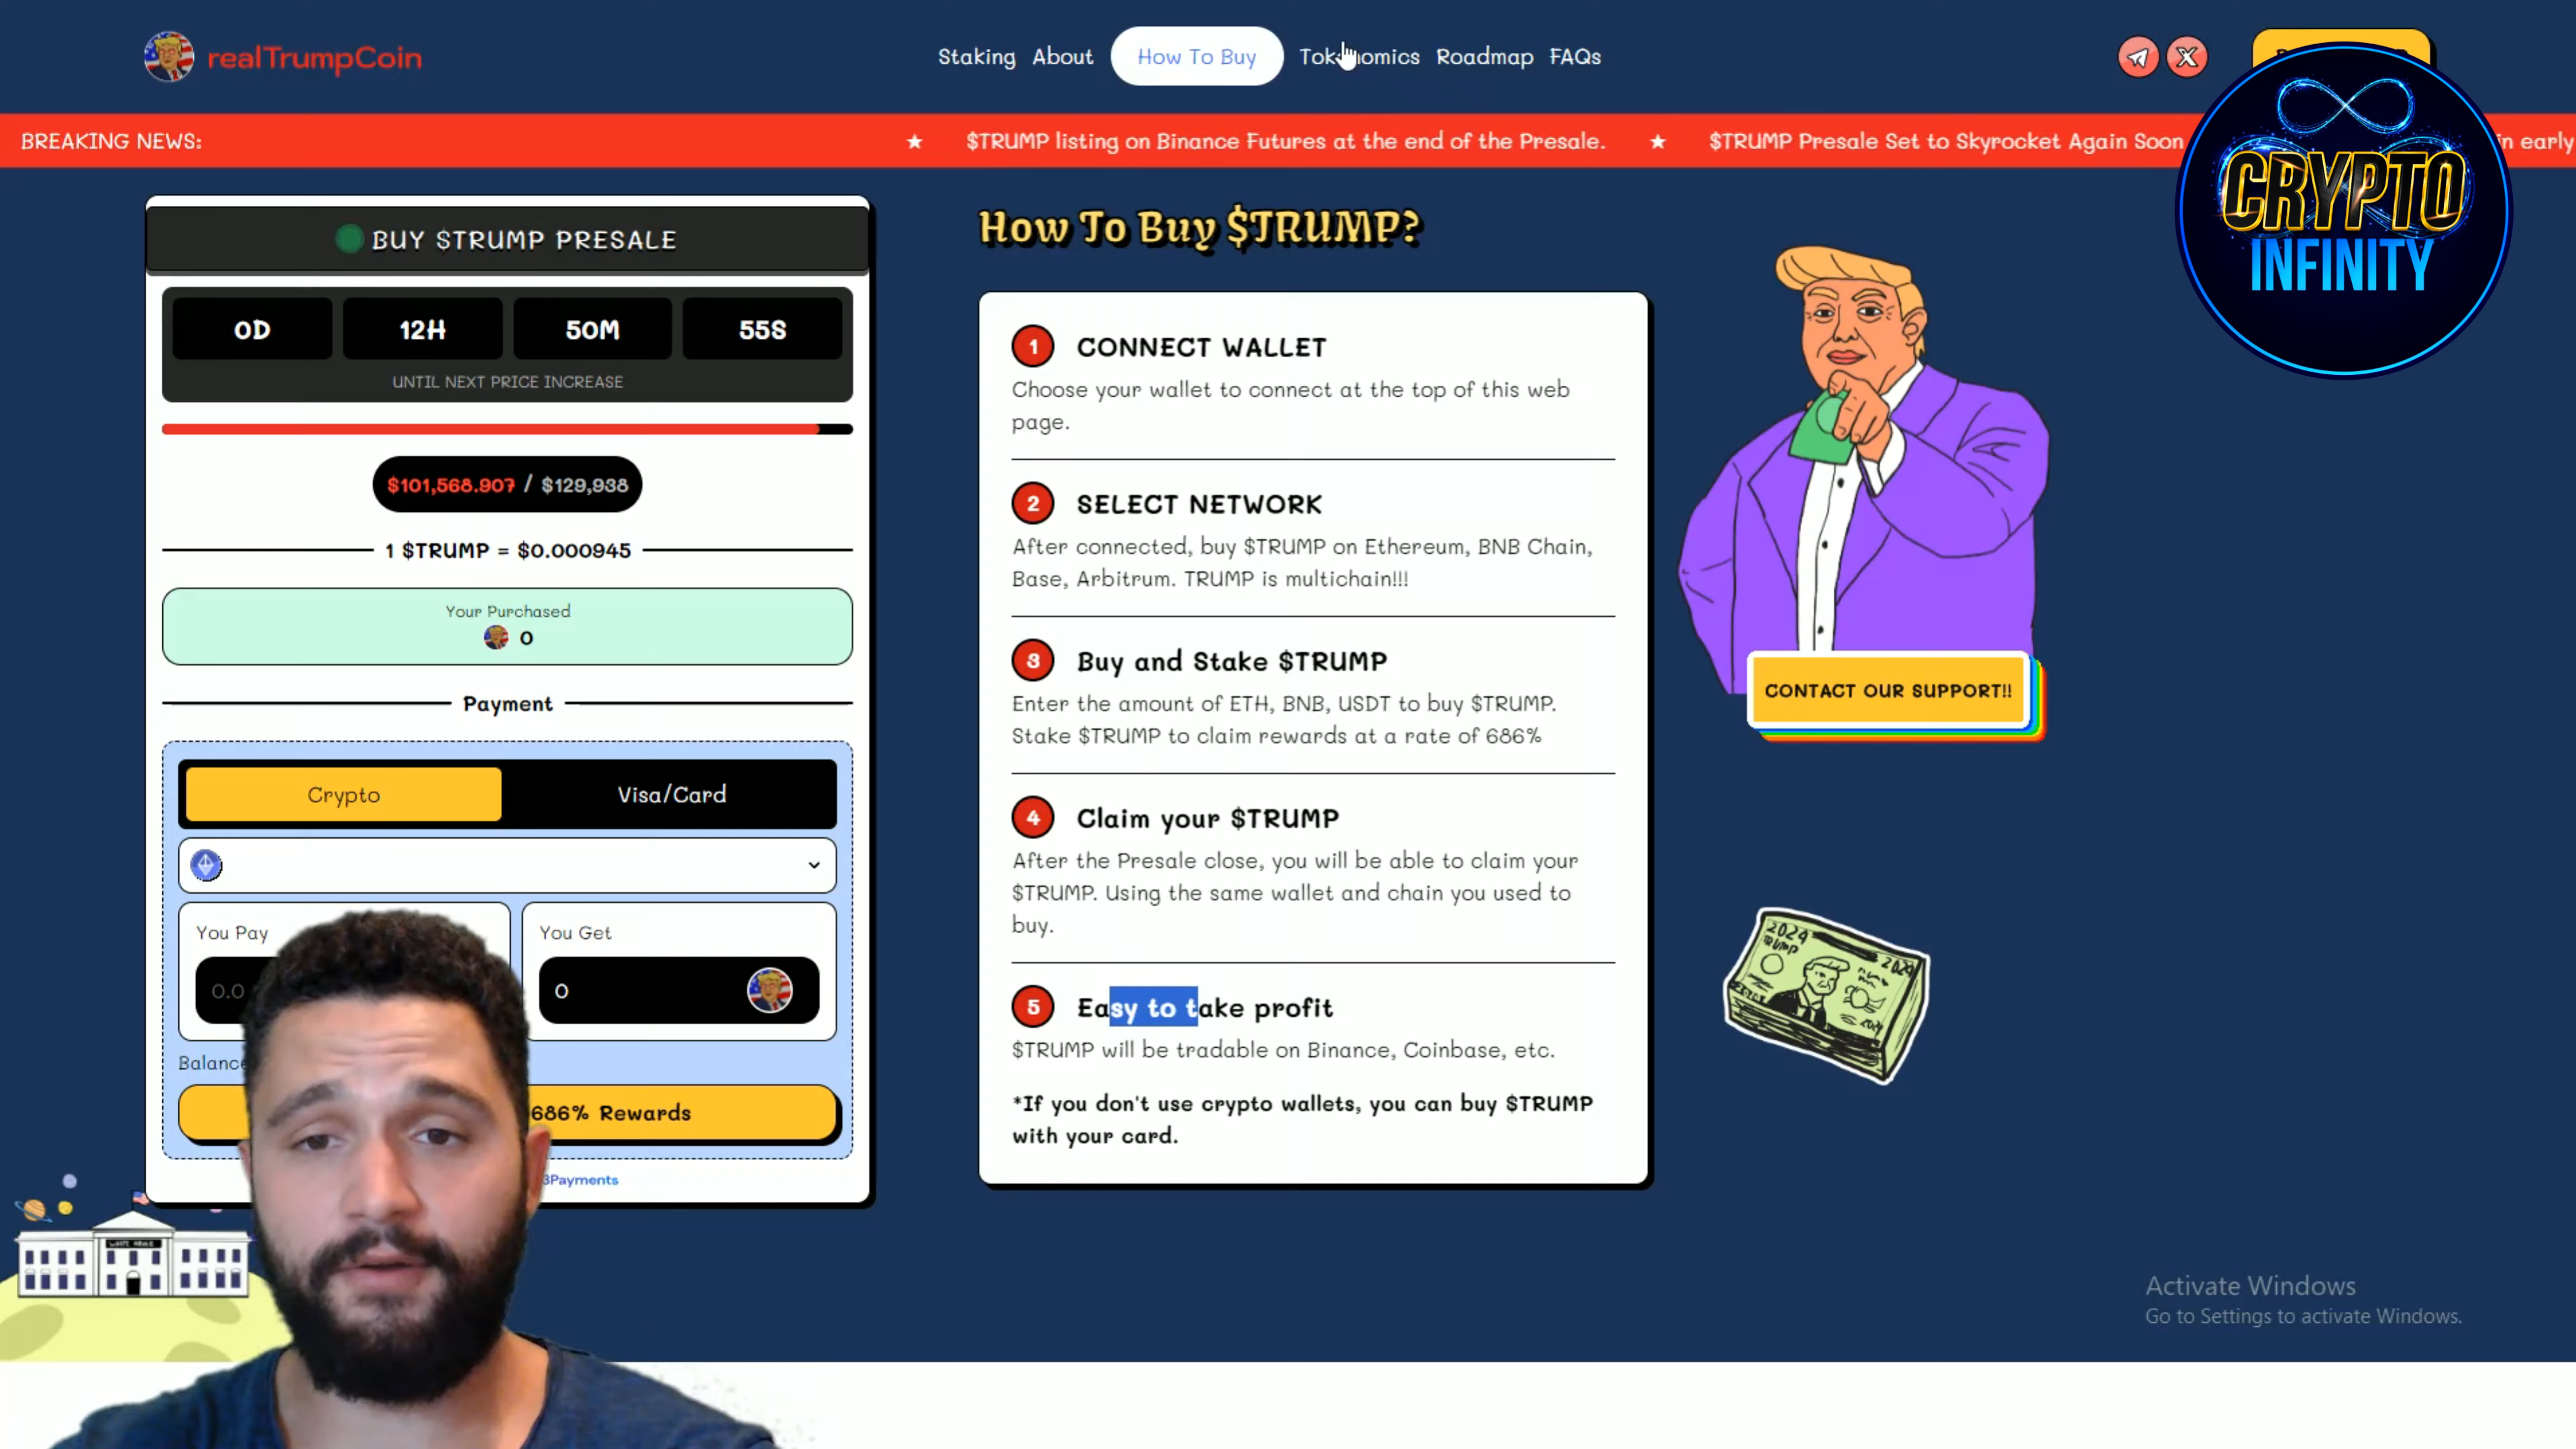 realTrumpCoin
Staking About How To Buy Tokenomics Roadmap FAQs
BREAKING NEWS:
★ $TRUMP listing on Binance Futures at the end of the Presale. ★ $TRUMP Presale Set to Skyrocket Again Soon
in early
CRYPTO
INFINITY
BUY $TRUMP PRESALE
0D 12H 50M 55S
UNTIL NEXT PRICE INCREASE
$101,568.907 / $129,938
1 $TRUMP = $0.000945
Your Purchased
0
Payment
Crypto Visa/Card
You Pay You Get
0.0 0
Balance
686% Rewards
3Payments
WHITE HOUSE
How To Buy $TRUMP?
1 CONNECT WALLET
Choose your wallet to connect at the top of this web
page.
2 SELECT NETWORK
After connected, buy $TRUMP on Ethereum, BNB Chain,
Base, Arbitrum. TRUMP is multichain!!!
3 Buy and Stake $TRUMP
Enter the amount of ETH, BNB, USDT to buy $TRUMP.
Stake $TRUMP to claim rewards at a rate of 686%
4 Claim your $TRUMP
After the Presale close, you will be able to claim your
$TRUMP. Using the same wallet and chain you used to
buy.
5 Easy to take profit
$TRUMP will be tradable on Binance, Coinbase, etc.
*If you don't use crypto wallets, you can buy $TRUMP
with your card.
CONTACT OUR SUPPORT!!
2024
TRUMP
2024
2024
Activate Windows
Go to Settings to activate Windows.